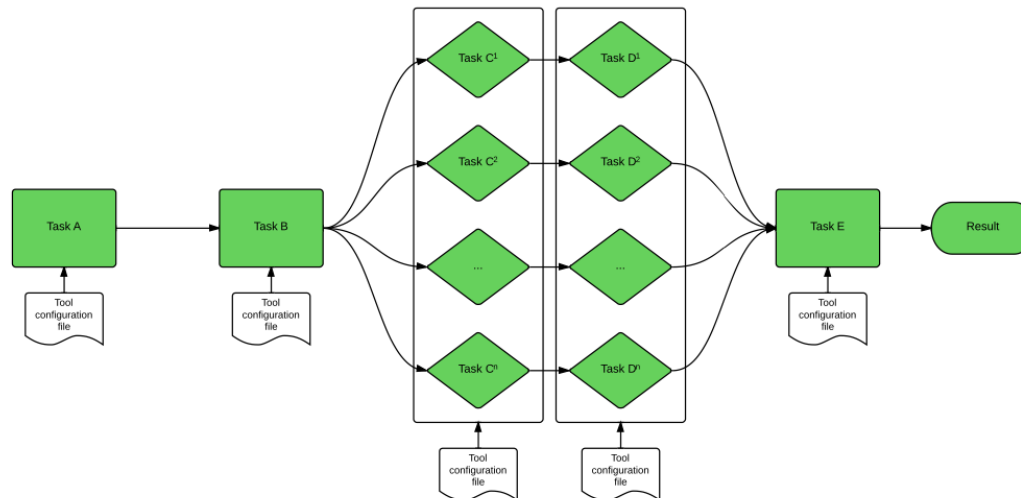 Task C¹
Task D¹
Task C²
Task D²
Task A
Task B
Task E
Result
...
...
Tool
configuration
file
Tool
configuration
file
Tool
configuration
file
Task Cⁿ
Task Dⁿ
Tool
configuration
file
Tool
configuration
file